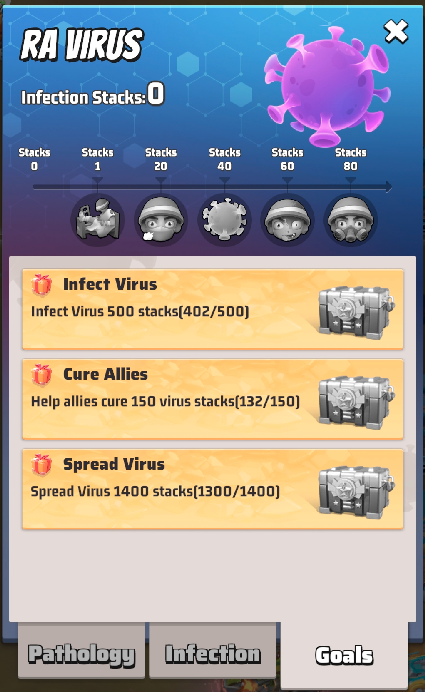 RA VIRUS
Infection Stacks:0
Stacks 0
Stacks 1
Stacks 20
Stacks 40
Stacks 60
Stacks 80
Infect Virus
Infect Virus 500 stacks(402/500)
Cure Allies
Help allies cure 150 virus stacks(132/150)
Spread Virus
Spread Virus 1400 stacks(1300/1400)
Pathology
Infection
Goals